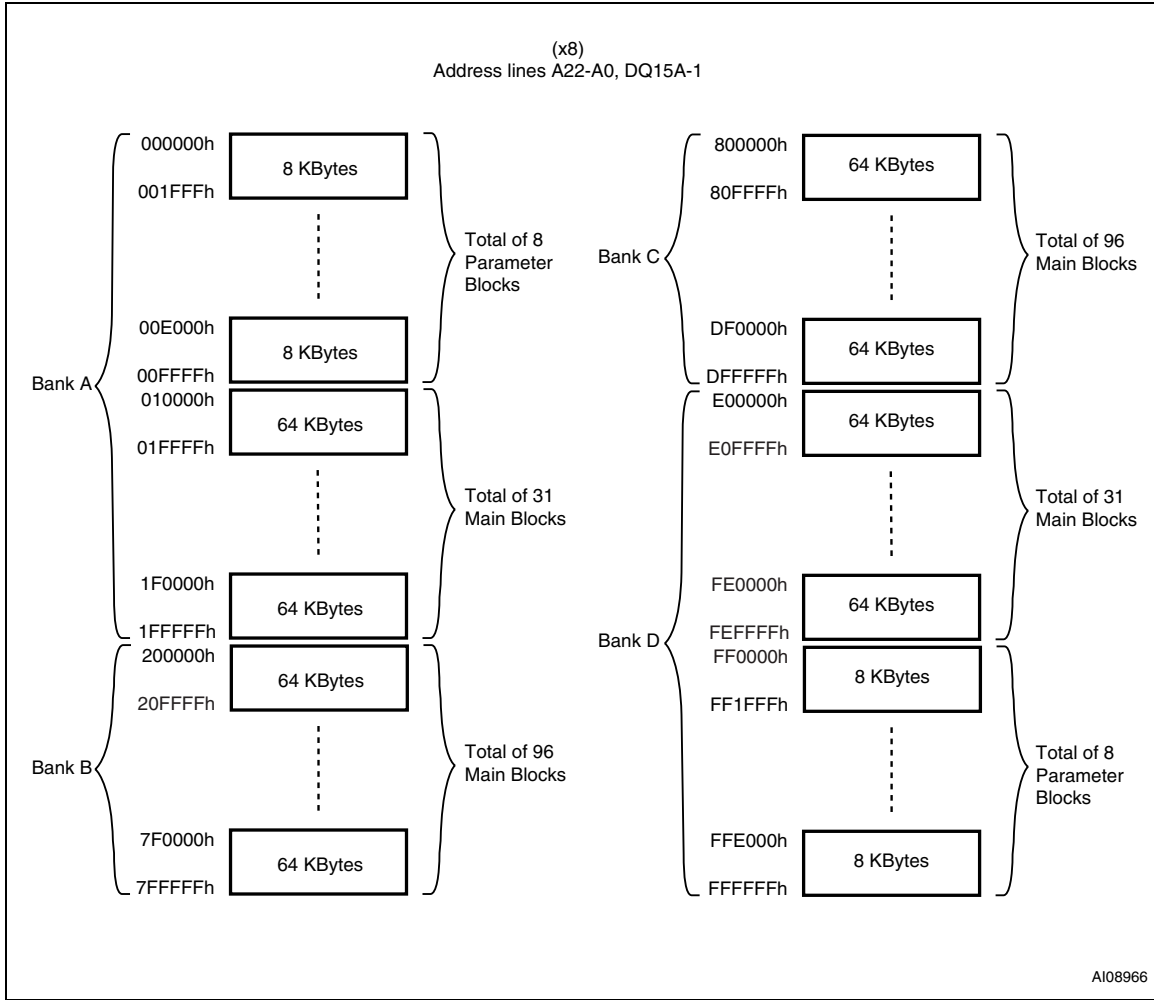 (x8)
Address lines A22-A0, DQ15A-1
Bank A
000000h
8 KBytes
001FFFh
Total of 8
Parameter
Blocks
00E000h
8 KBytes
00FFFFh
010000h
64 KBytes
01FFFFh
Total of 31
Main Blocks
1F0000h
64 KBytes
1FFFFFh
Bank B
200000h
64 KBytes
20FFFFh
Total of 96
Main Blocks
7F0000h
64 KBytes
7FFFFFh
Bank C
800000h
64 KBytes
80FFFFh
Total of 96
Main Blocks
DF0000h
64 KBytes
DFFFFFh
Bank D
E00000h
64 KBytes
E0FFFFh
Total of 31
Main Blocks
FE0000h
64 KBytes
FEFFFFh
FF0000h
8 KBytes
FF1FFFh
Total of 8
Parameter
Blocks
FFE000h
8 KBytes
FFFFFFh
AI08966